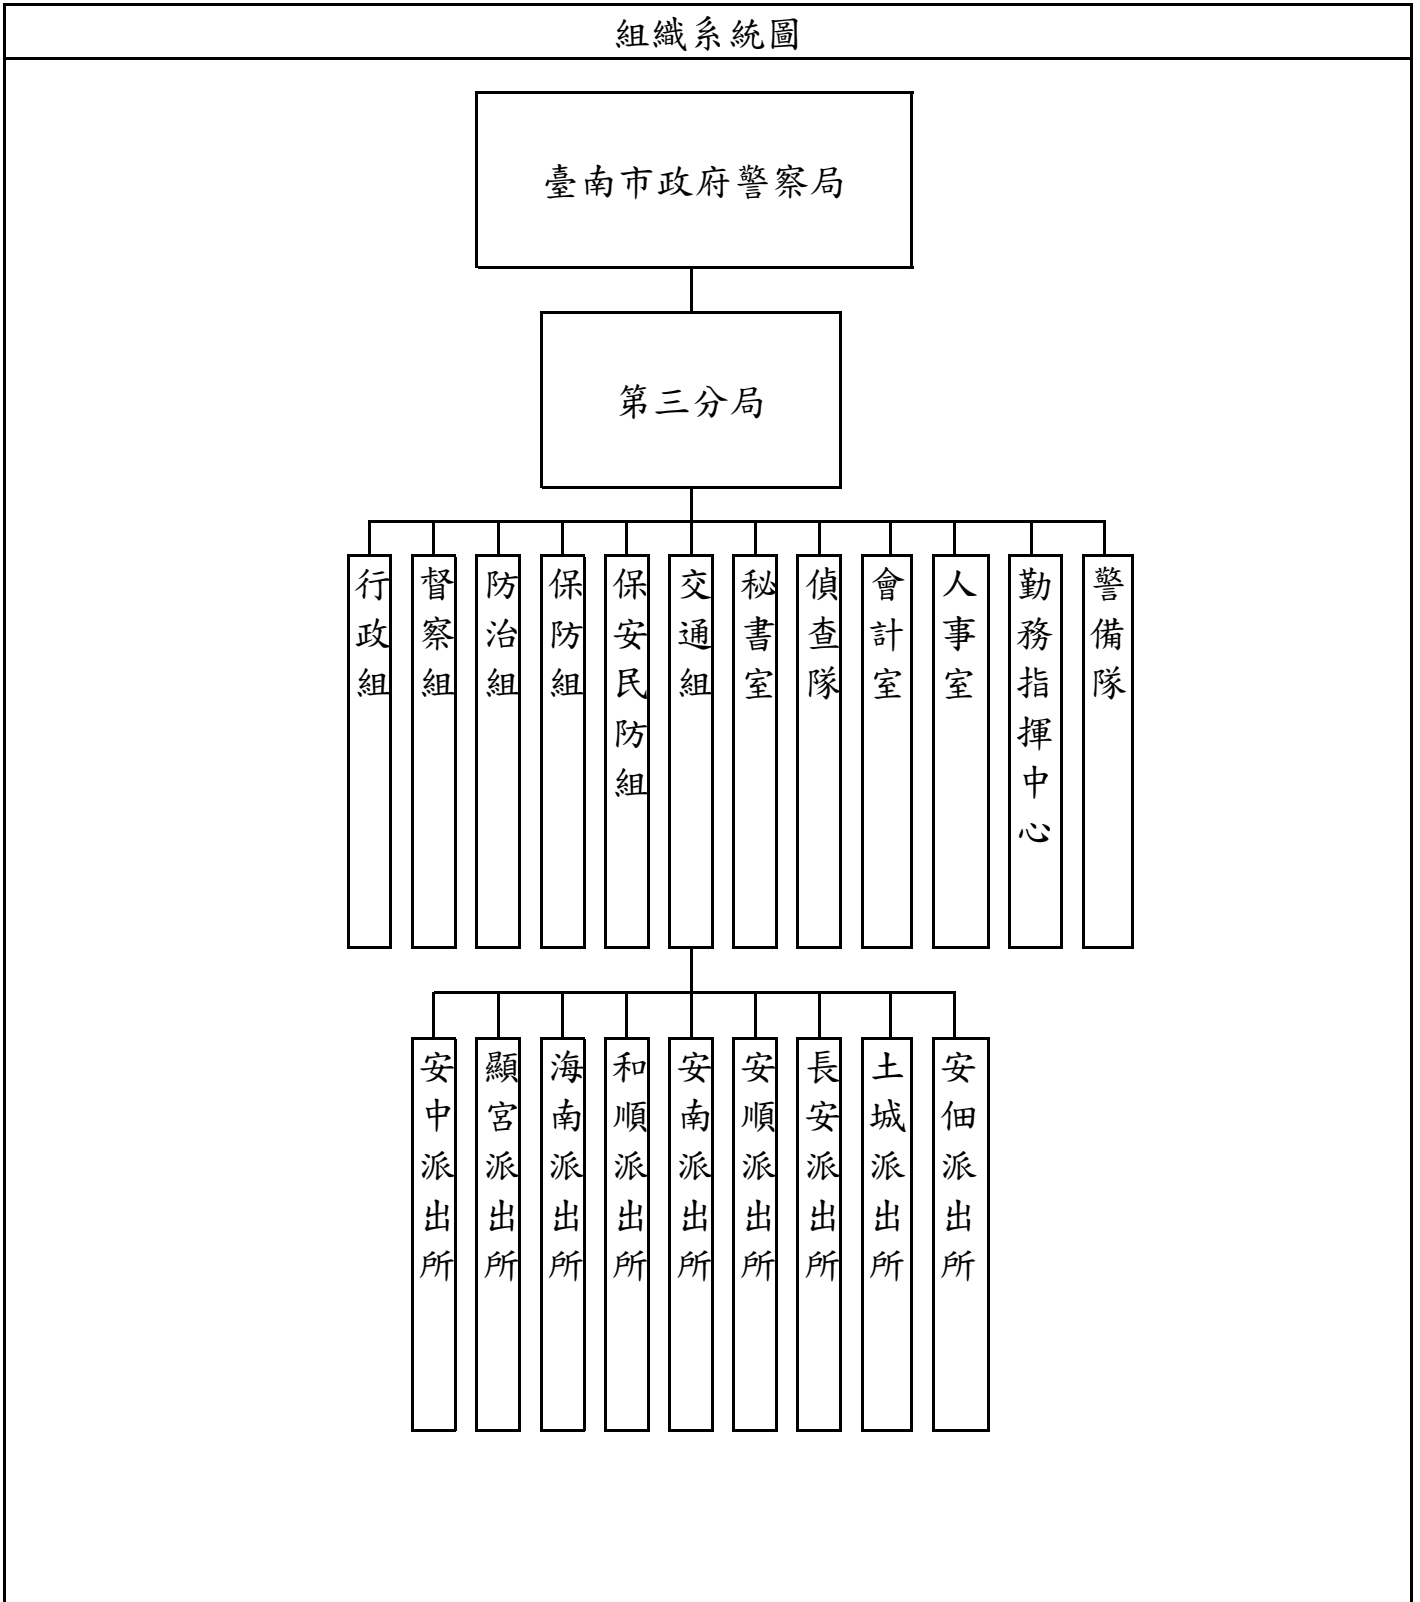 組織系統圖
臺南市政府警察局
第三分局
行政組
督察組
防治組
保防組
保安民防組
交通組
秘書室
偵查隊
會計室
人事室
勤務指揮中心
警備隊
安中派出所
顯宮派出所
海南派出所
和順派出所
安南派出所
安順派出所
長安派出所
土城派出所
安佃派出所